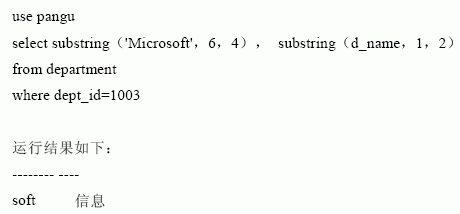 use pangu
select substring（'Microsoft'，6，4）， substring（d_name，1，2）
from department
where dept_id=1003
运行结果如下：
-------- ----
soft 信息